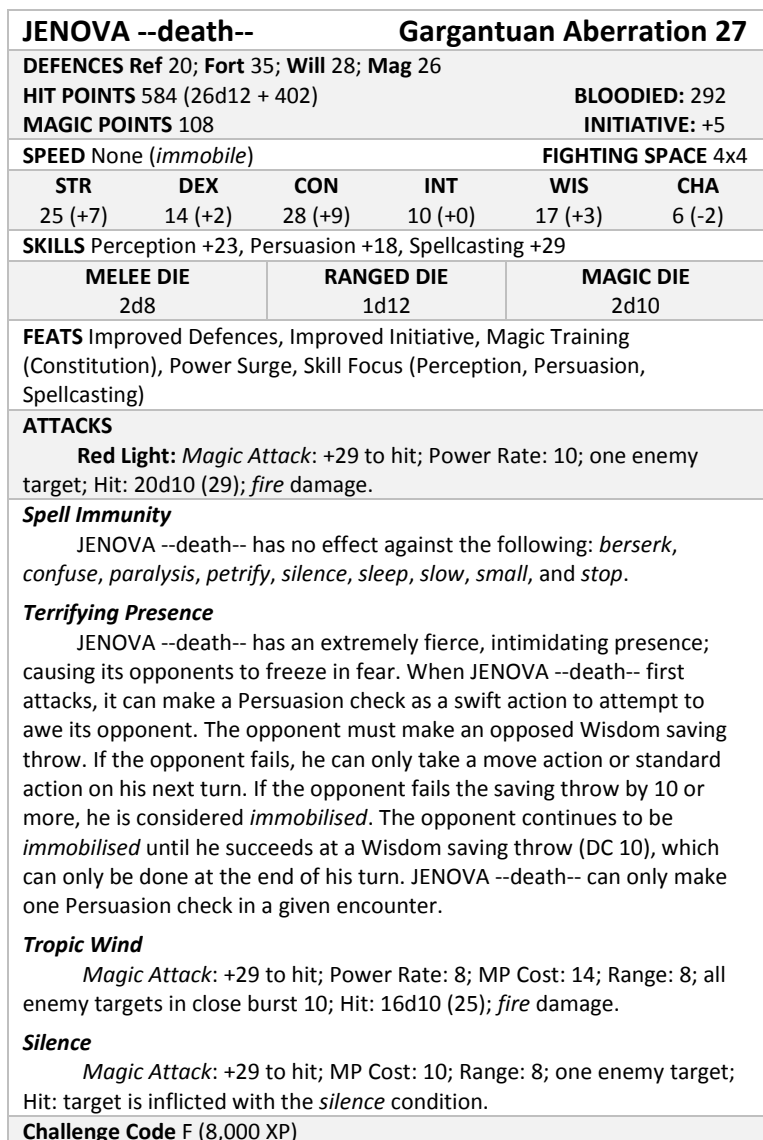 JENOVA --death-- Gargantuan Aberration 27
DEFENCES Ref 20; Fort 35; Will 28; Mag 26
HIT POINTS 584 (26d12 + 402) BLOODIED: 292
MAGIC POINTS 108 INITIATIVE: +5
SPEED None (immobile) FIGHTING SPACE 4x4
STR DEX CON INT WIS CHA
25 (+7) 14 (+2) 28 (+9) 10 (+0) 17 (+3) 6 (-2)
SKILLS Perception +23, Persuasion +18, Spellcasting +29
MELEE DIE RANGED DIE MAGIC DIE
2d8 1d12 2d10
FEATS Improved Defences, Improved Initiative, Magic Training
(Constitution), Power Surge, Skill Focus (Perception, Persuasion,
Spellcasting)
ATTACKS
Red Light: Magic Attack: +29 to hit; Power Rate: 10; one enemy
target; Hit: 20d10 (29); fire damage.
Spell Immunity
JENOVA --death-- has no effect against the following: berserk,
confuse, paralysis, petrify, silence, sleep, slow, small, and stop.
Terrifying Presence
JENOVA --death-- has an extremely fierce, intimidating presence;
causing its opponents to freeze in fear. When JENOVA --death-- first
attacks, it can make a Persuasion check as a swift action to attempt to
awe its opponent. The opponent must make an opposed Wisdom saving
throw. If the opponent fails, he can only take a move action or standard
action on his next turn. If the opponent fails the saving throw by 10 or
more, he is considered immobilised. The opponent continues to be
immobilised until he succeeds at a Wisdom saving throw (DC 10), which
can only be done at the end of his turn. JENOVA --death-- can only make
one Persuasion check in a given encounter.
Tropic Wind
Magic Attack: +29 to hit; Power Rate: 8; MP Cost: 14; Range: 8; all
enemy targets in close burst 10; Hit: 16d10 (25); fire damage.
Silence
Magic Attack: +29 to hit; MP Cost: 10; Range: 8; one enemy target;
Hit: target is inflicted with the silence condition.
Challenge Code F (8,000 XP)